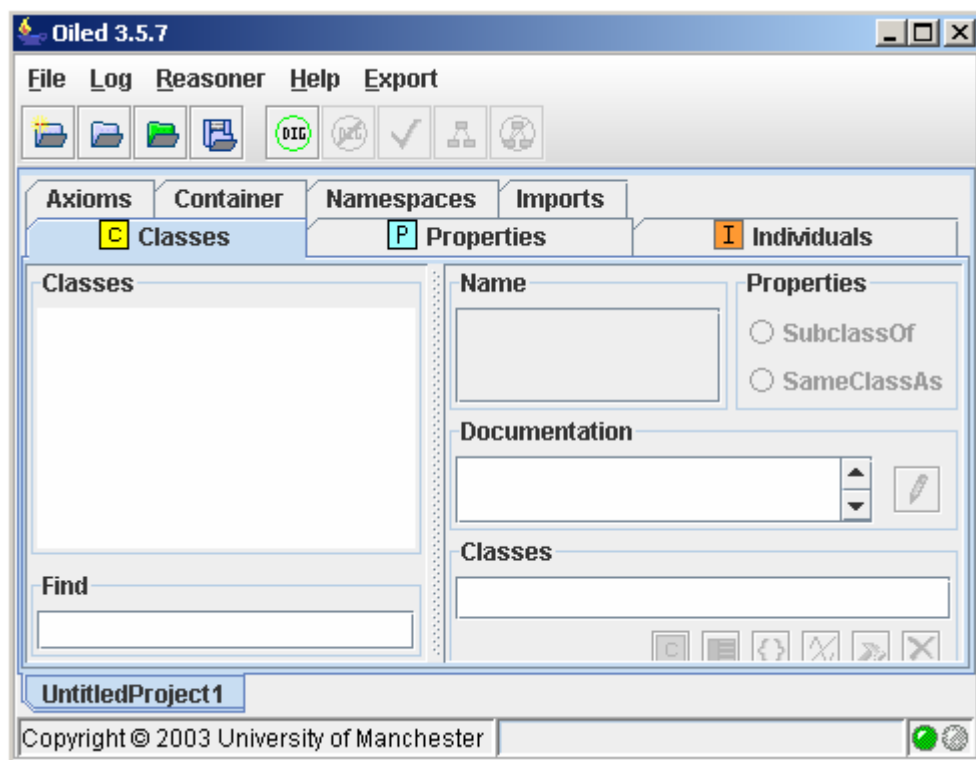 Oiled 3.5.7
File Log Reasoner Help Export
DIG DIG
Axioms Container Namespaces Imports
C Classes P Properties I Individuals
Classes
Name
Properties
SubclassOf
SameClassAs
Documentation
Classes
Find
C {}
UntitledProject1
Copyright © 2003 University of Manchester